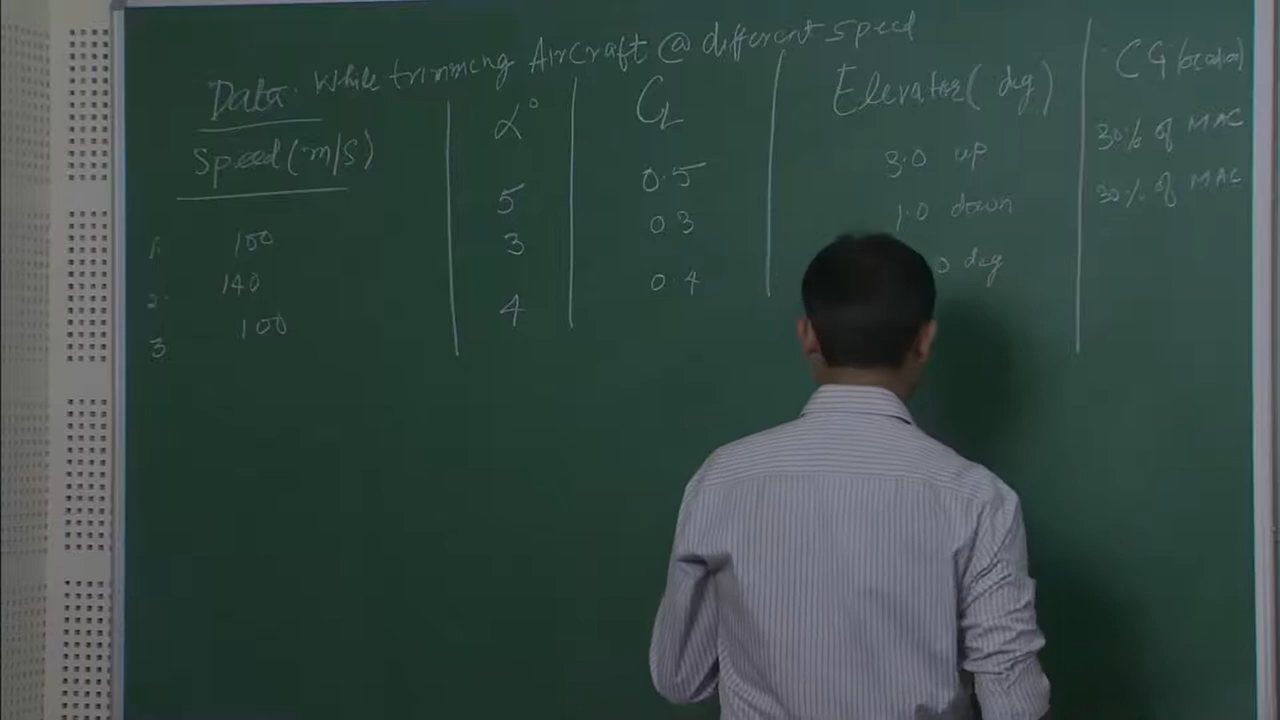 Data. While trimming Aircraft @ different speed
Speed (m/s) α° CL Elevator (deg) CG location
1. 100 5 0.5 3.0 up 30% of MAC
2. 140 3 0.3 1.0 down 30% of MAC
3 100 4 0.4 0 deg